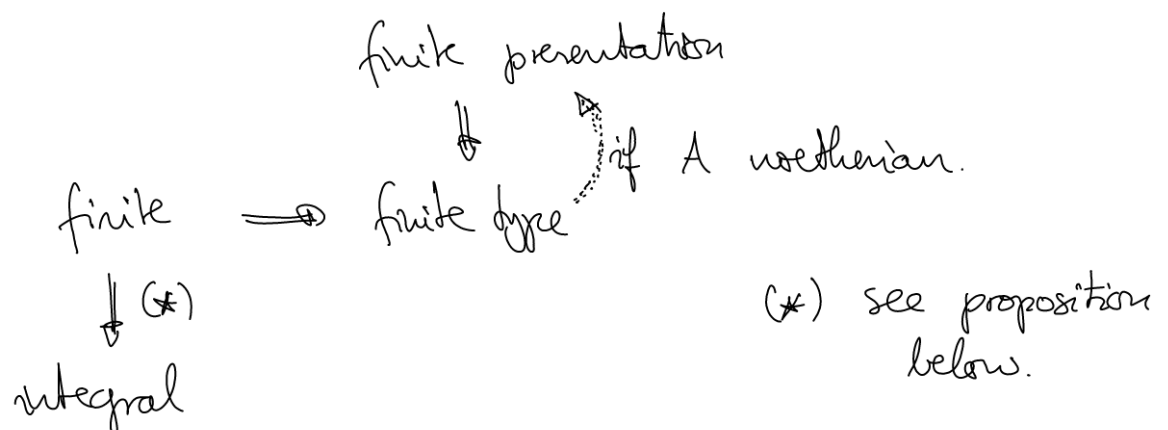 finite presentation
⇓
if A noetherian.
finite ⟹ finite type
⇓ (*)
(*) see proposition
below.
integral